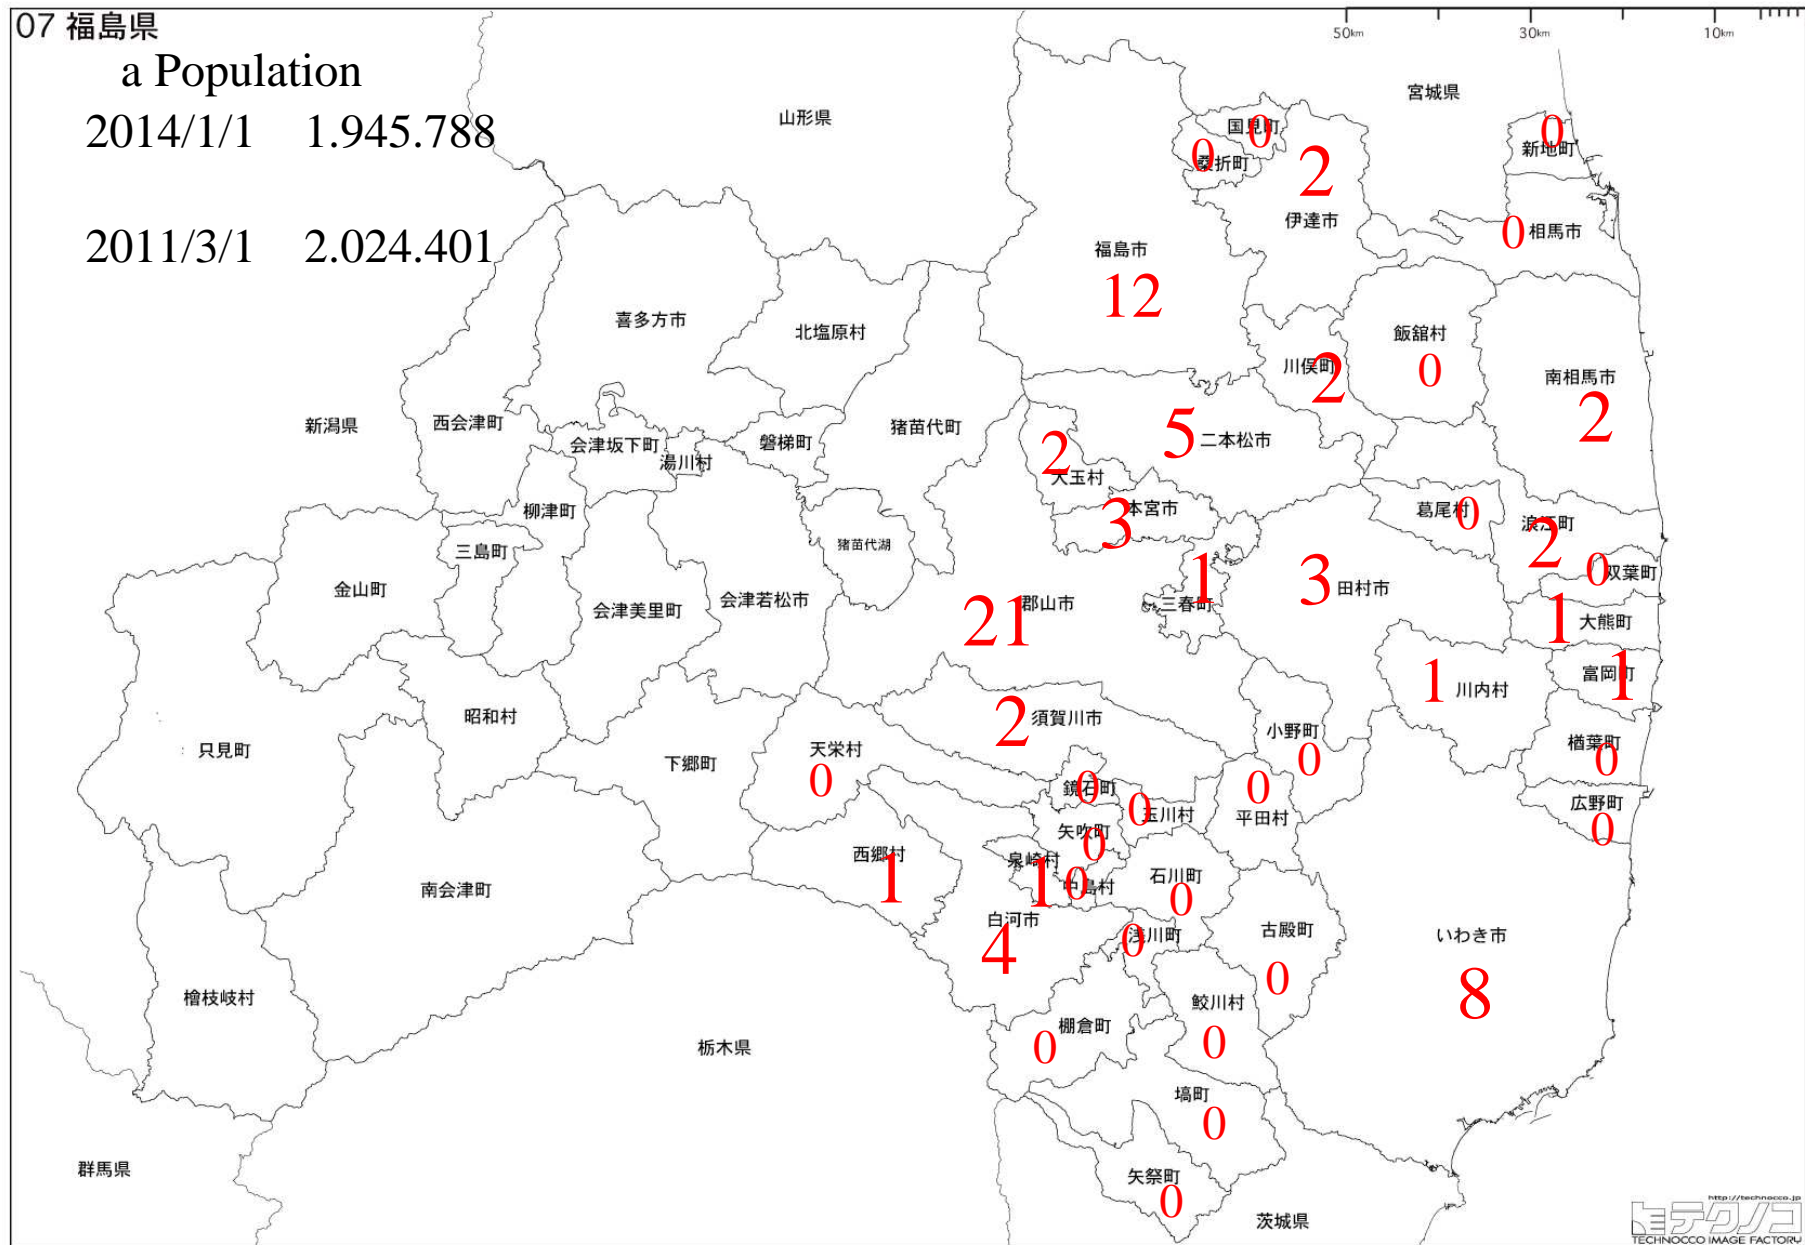 07 福島県
50km
30km
10km
a Population
2014/1/1 1.945.788
2011/3/1 2.024.401
山形県
宮城県
国見町
0
桑折町
0
新地町
0
2
伊達市
相馬市
0
福島市
12
喜多方市
北塩原村
飯舘村
0
川俣町
2
南相馬市
2
新潟県
西会津町
会津坂下町
湯川村
磐梯町
猪苗代町
5
二本松市
2
大玉村
本宮市
3
柳津町
葛尾村
0
浪江町
2
猪苗代湖
三島町
金山町
双葉町
0
1
三春町
3
田村市
会津美里町
会津若松市
21
郡山市
大熊町
1
富岡町
1
1
川内村
昭和村
2
須賀川市
小野町
0
楢葉町
0
只見町
下郷町
天栄村
0
鏡石町
0
玉川村
0
0
平田村
広野町
0
矢吹町
0
西郷村
1
泉崎村
1
中島村
0
石川町
0
南会津町
白河市
4
浅川町
0
古殿町
0
いわき市
8
檜枝岐村
鮫川村
0
棚倉町
0
栃木県
塙町
0
群馬県
矢祭町
0
茨城県
http://technocco.jp
テクノコ
TECHNOCCO IMAGE FACTORY